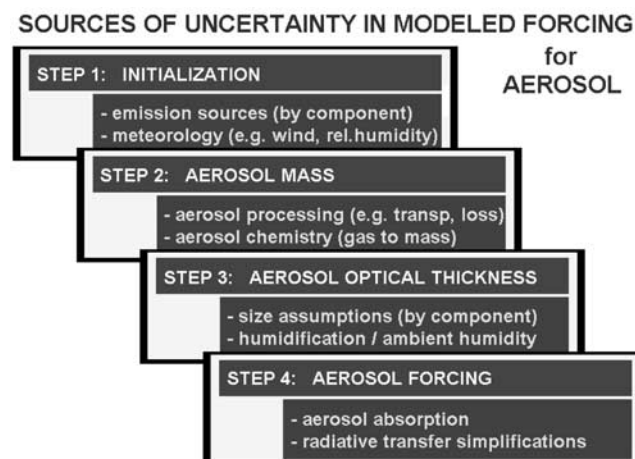 SOURCES OF UNCERTAINTY IN MODELED FORCING
for
AEROSOL
STEP 1: INITIALIZATION
- emission sources (by component)
- meteorology (e.g. wind, rel.humidity)
STEP 2: AEROSOL MASS
- aerosol processing (e.g. transp, loss)
- aerosol chemistry (gas to mass)
STEP 3: AEROSOL OPTICAL THICKNESS
- size assumptions (by component)
- humidification / ambient humidity
STEP 4: AEROSOL FORCING
- aerosol absorption
- radiative transfer simplifications